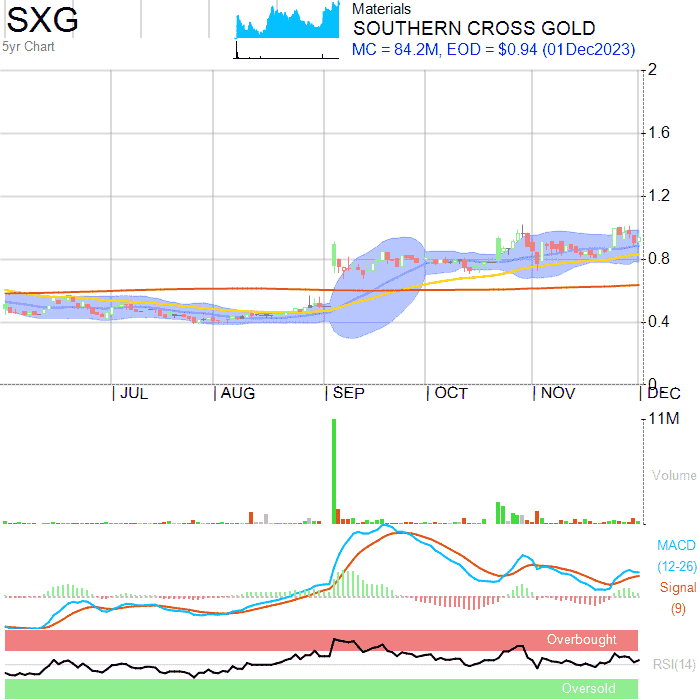 SXG
5yr Chart
Materials
SOUTHERN CROSS GOLD
MC = 84.2M, EOD = $0.94 (01Dec2023)
2
1.6
1.2
0.8
0.4
0
JUL
AUG
SEP
OCT
NOV
DEC
11M
Volume
MACD
(12-26)
Signal
(9)
Overbought
RSI(14)
Oversold